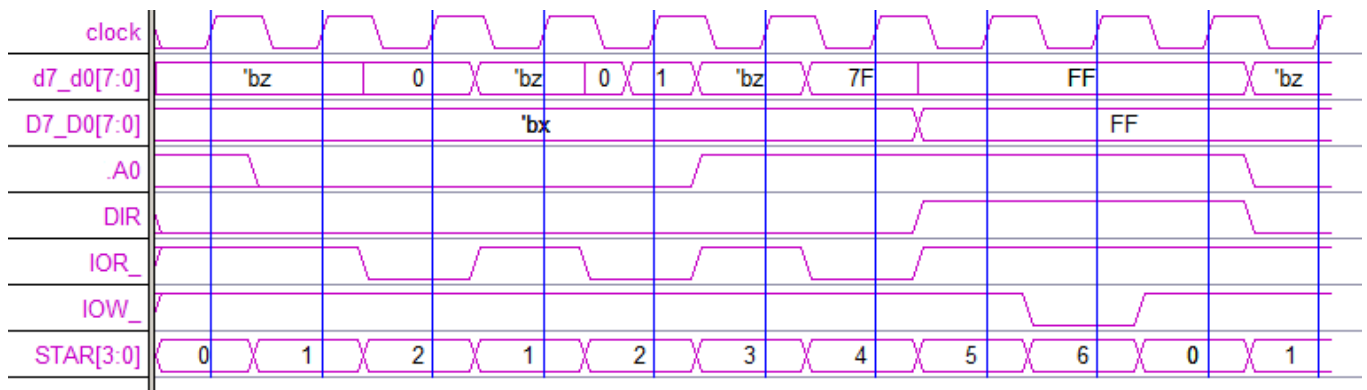 clock
d7_d0[7:0] 'bz 0 'bz 0 1 'bz 7F FF 'bz
D7_D0[7:0] 'bx FF
.A0
DIR
IOR_
IOW_
STAR[3:0] 0 1 2 1 2 3 4 5 6 0 1